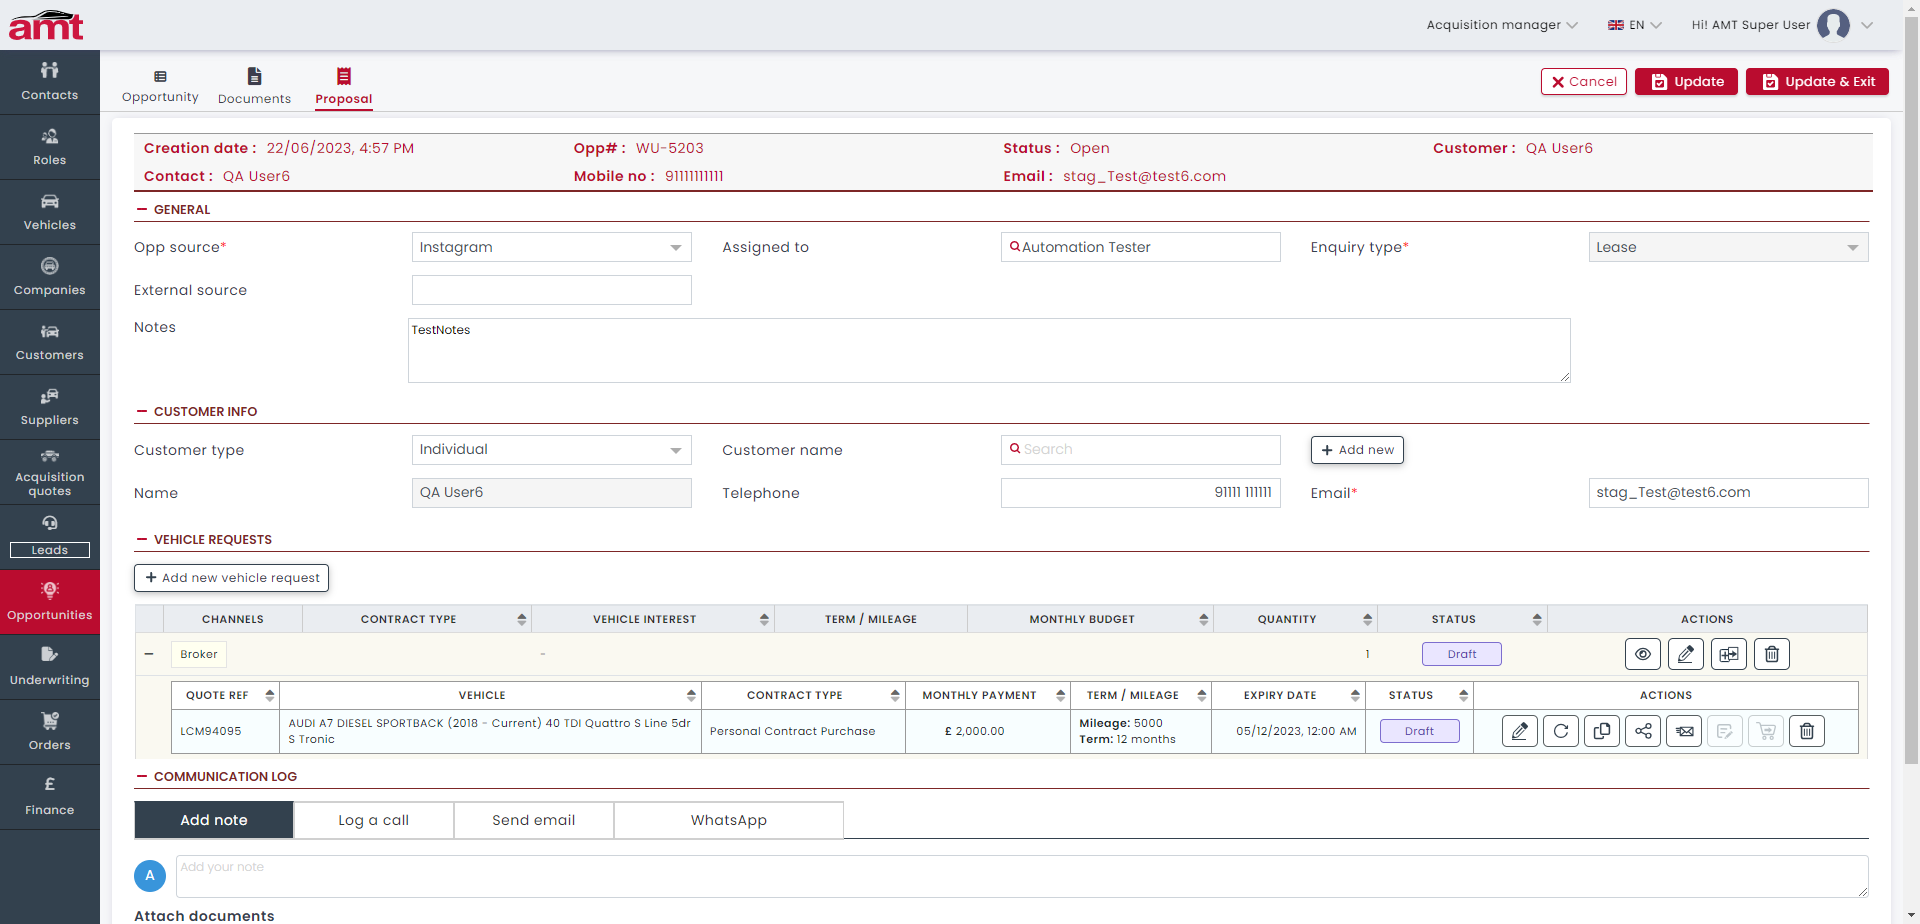 amt
Acquisition manager
EN
Hi! AMT Super User
Contacts
Roles
Vehicles
Companies
Customers
Suppliers
Acquisition
quotes
Leads
Opportunities
Underwriting
Orders
£
Finance
Opportunity
Documents
Proposal
Cancel
Update
Update & Exit
Creation date : 22/06/2023, 4:57 PM
Opp# : WU-5203
Status : Open
Customer : QA User6
Contact : QA User6
Mobile no : 91111111111
Email : stag_Test@test6.com
GENERAL
Opp source* Instagram
Assigned to Automation Tester
Enquiry type* Lease
External source
Notes TestNotes
CUSTOMER INFO
Customer type Individual
Customer name Search
+ Add new
Name QA User6
Telephone 91111 111111
Email* stag_Test@test6.com
VEHICLE REQUESTS
+ Add new vehicle request
CHANNELS CONTRACT TYPE VEHICLE INTEREST TERM / MILEAGE MONTHLY BUDGET QUANTITY STATUS ACTIONS
Broker - 1 Draft
QUOTE REF VEHICLE CONTRACT TYPE MONTHLY PAYMENT TERM / MILEAGE EXPIRY DATE STATUS ACTIONS
LCM94095
AUDI A7 DIESEL SPORTBACK (2018 - Current) 40 TDI Quattro S Line 5dr
S Tronic
Personal Contract Purchase
£ 2,000.00
Mileage: 5000
Term: 12 months
05/12/2023, 12:00 AM
Draft
COMMUNICATION LOG
Add note
Log a call
Send email
WhatsApp
A
Add your note
Attach documents